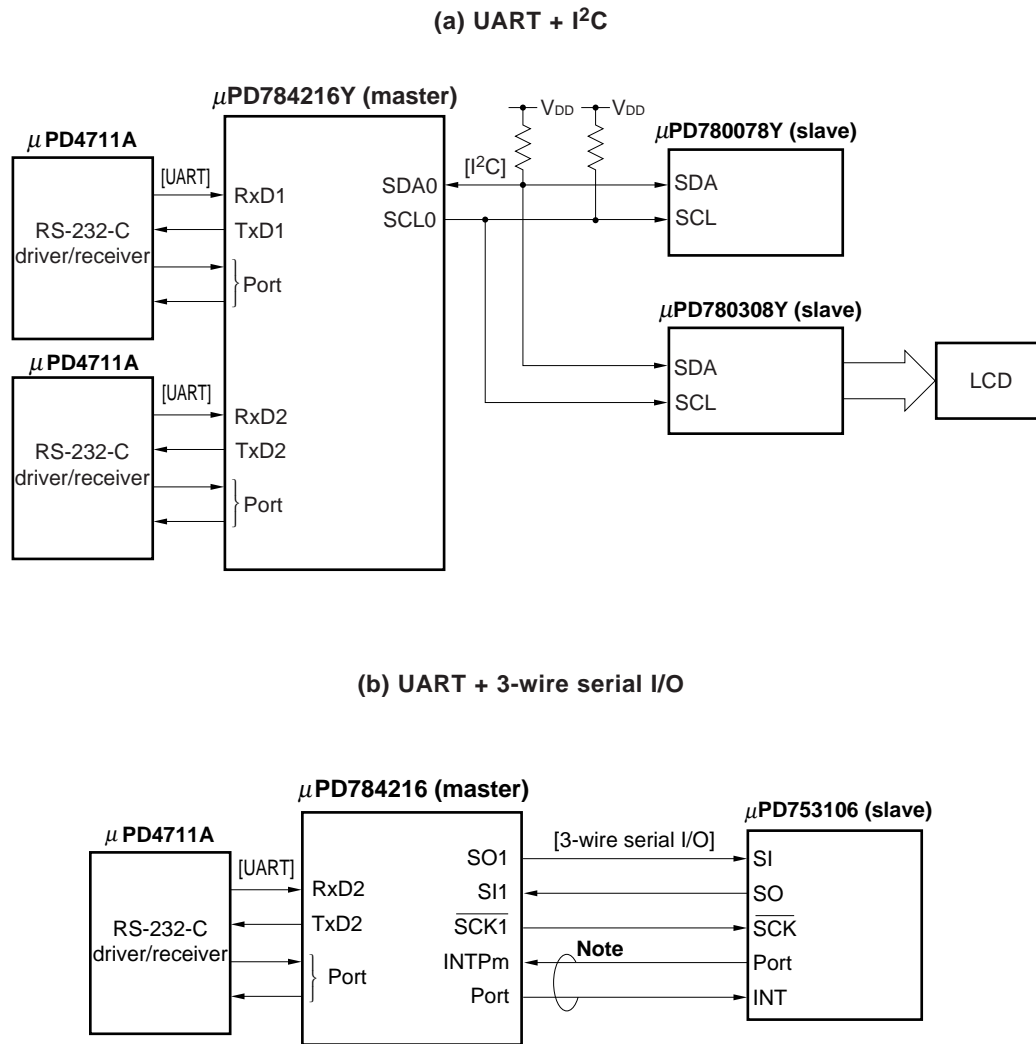 (a) UART + I²C
μPD784216Y (master)
μPD4711A
[UART]
RS-232-C
driver/receiver
RxD1
TxD1
Port
μPD4711A
[UART]
RS-232-C
driver/receiver
RxD2
TxD2
Port
SDA0
SCL0
[I²C]
VDD
VDD
μPD780078Y (slave)
SDA
SCL
μPD780308Y (slave)
SDA
SCL
LCD
(b) UART + 3-wire serial I/O
μPD784216 (master)
μPD4711A
[UART]
RS-232-C
driver/receiver
RxD2
TxD2
Port
SO1
SI1
S̅C̅K̅1̅
INTPm
Port
[3-wire serial I/O]
Note
μPD753106 (slave)
SI
SO
S̅C̅K̅
Port
INT